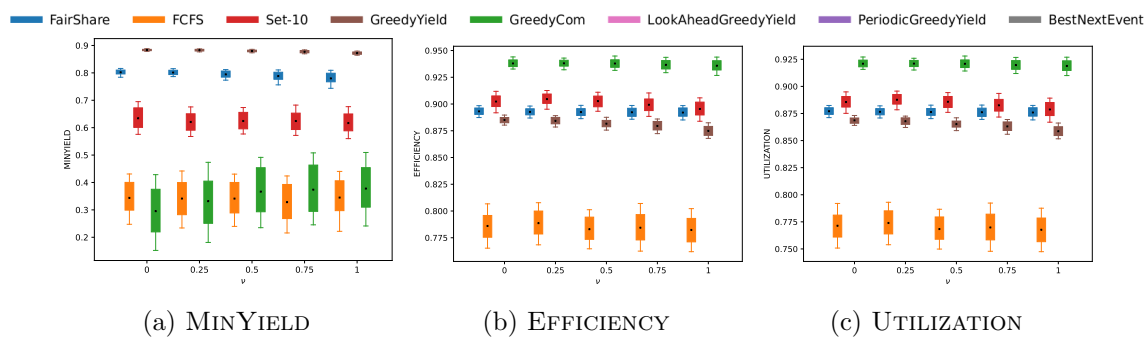 FairShare FCFS Set-10 GreedyYield GreedyCom LookAheadGreedyYield PeriodicGreedyYield BestNextEvent
MINYIELD
0.9
0.8
0.7
0.6
0.5
0.4
0.3
0.2
0 0.25 0.5 0.75 1
ν
(a) MINYIELD
EFFICIENCY
0.950
0.925
0.900
0.875
0.850
0.825
0.800
0.775
0 0.25 0.5 0.75 1
ν
(b) EFFICIENCY
UTILIZATION
0.925
0.900
0.875
0.850
0.825
0.800
0.775
0.750
0 0.25 0.5 0.75 1
ν
(c) UTILIZATION